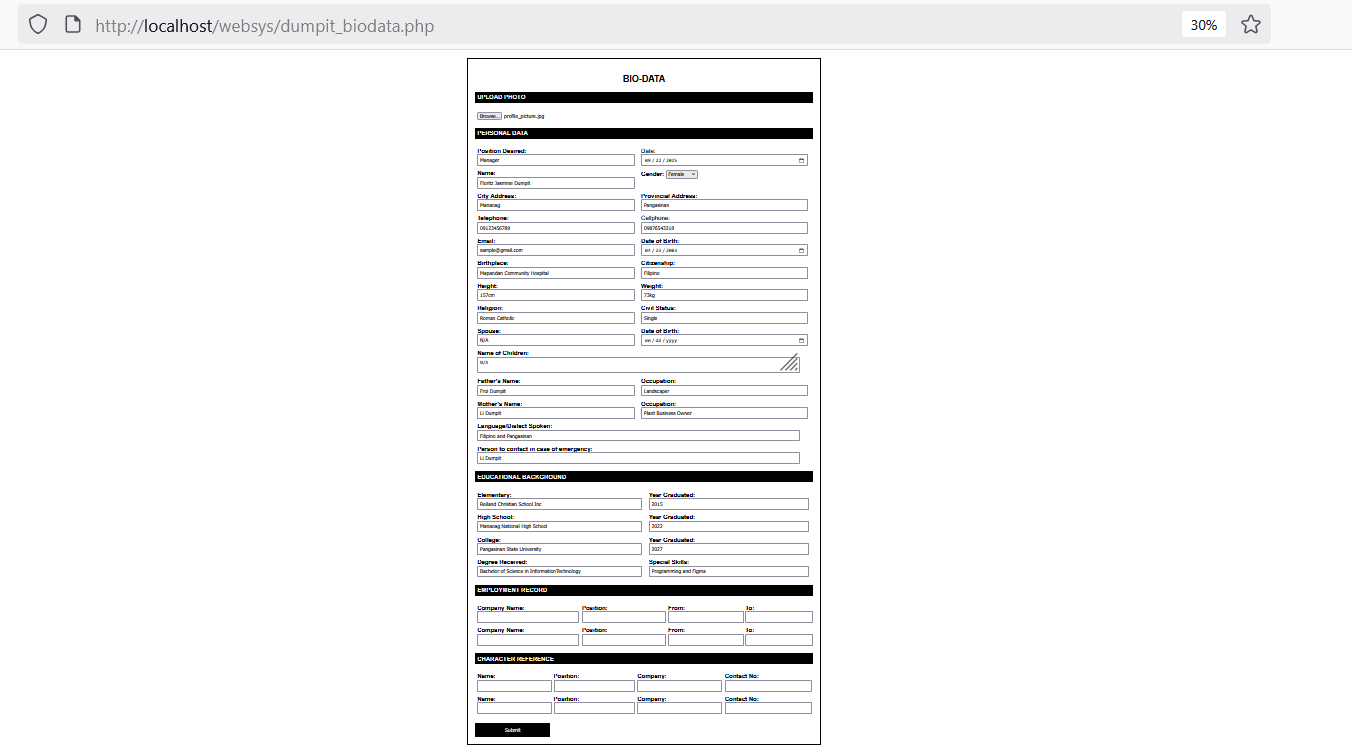 http://localhost/websys/dumpit_biodata.php 30%
BIO-DATA
UPLOAD PHOTO
Browse... profile_picture.jpg
PERSONAL DATA
Position Desired: Date:
Manager 09 / 22 / 2025
Name: Gender: Female
Floritz Jasmine Dumpit
City Address: Provincial Address:
Manaoag Pangasinan
Telephone: Cellphone:
09123456789 09876543218
Email: Date of Birth:
sample@gmail.com
Birthplace: Citizenship:
Mapandan Community Hospital Filipino
Height: Weight:
157cm 73kg
Religion: Civil Status:
Roman Catholic Single
Spouse: Date of Birth:
N/A mm / dd / yyyy
Name of Children:
N/A
Father's Name: Occupation:
Frol Dumpit Landscaper
Mother's Name: Occupation:
Li Dumpit Plant Business Owner
Language/Dialect Spoken:
Filipino and Pangasinan
Person to contact in case of emergency:
Li Dumpit
EDUCATIONAL BACKGROUND
Elementary: Year Graduated:
Christian School Inc 2015
High School: Year Graduated:
Manaoag National High School 2022
College: Year Graduated:
Pangasinan State University 2027
Degree Received: Special Skills:
Bachelor of Science in InformationTechnology Programming and Figma
EMPLOYMENT RECORD
Company Name: Position: From: To:
Company Name: Position: From: To:
CHARACTER REFERENCE
Name: Position: Company: Contact No:
Name: Position: Company: Contact No:
Submit